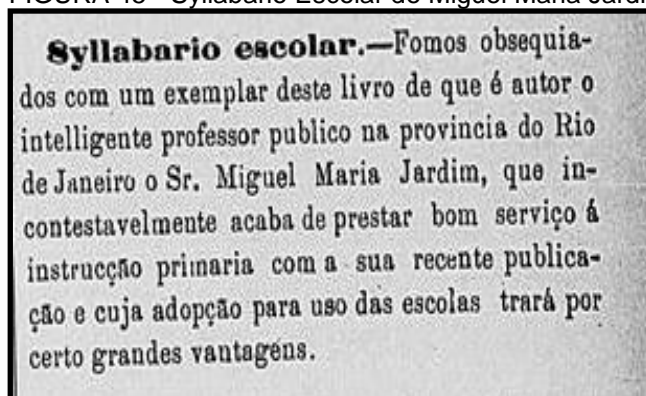 Syllabario escolar.—Fomos obsequia-
dos com um exemplar deste livro de que é autor o
intelligente professor publico na provincia do Rio
de Janeiro o Sr. Miguel Maria Jardim, que in-
contestavelmente acaba de prestar bom serviço á
instrucção primaria com a sua recente publica-
ção e cuja adopção para uso das escolas trará por
certo grandes vantagens.